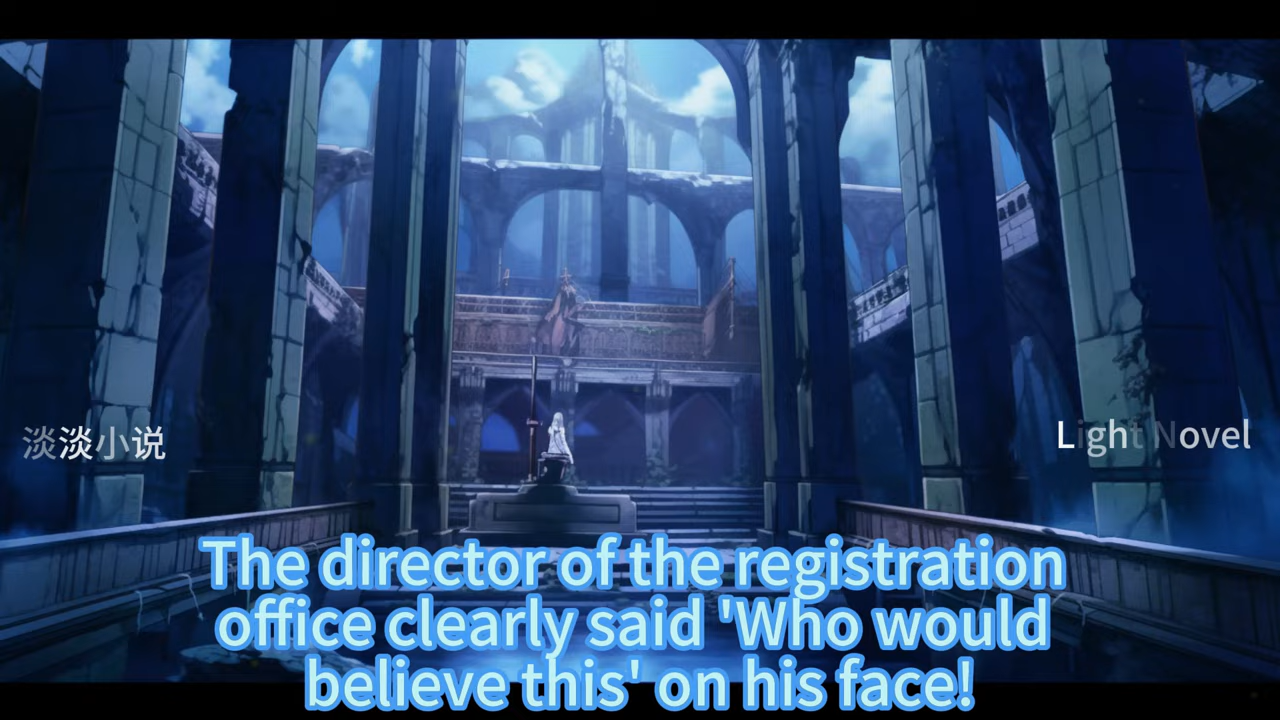 淡淡小说
Light Novel
The director of the registration
office clearly said 'Who would
believe this' on his face!